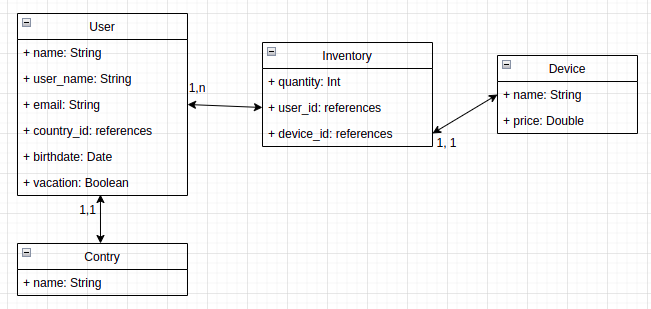 User
+ name: String
+ user_name: String
+ email: String
+ country_id: references
+ birthdate: Date
+ vacation: Boolean
1,n
Inventory
+ quantity: Int
+ user_id: references
+ device_id: references
1, 1
Device
+ name: String
+ price: Double
1,1
Contry
+ name: String